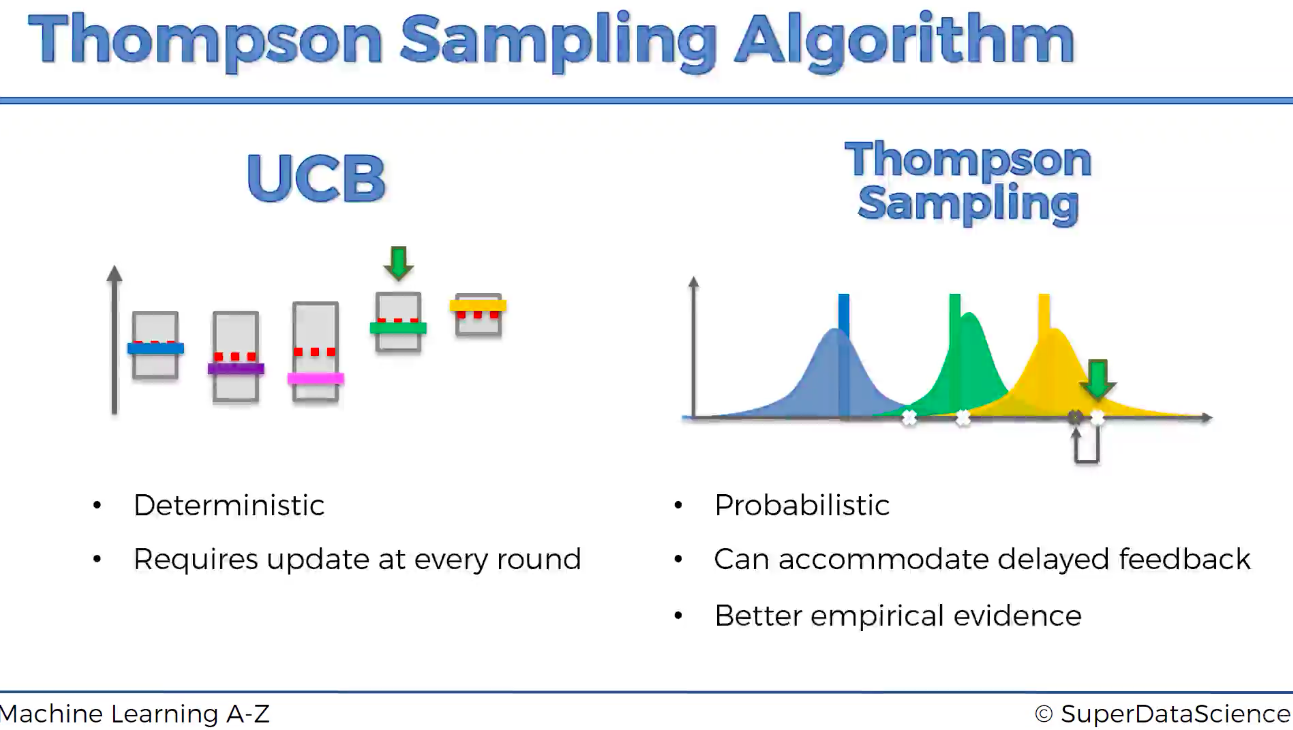 Thompson Sampling Algorithm
UCB
Thompson
Sampling
• Deterministic
• Requires update at every round
• Probabilistic
• Can accommodate delayed feedback
• Better empirical evidence
Machine Learning A-Z
© SuperDataScience